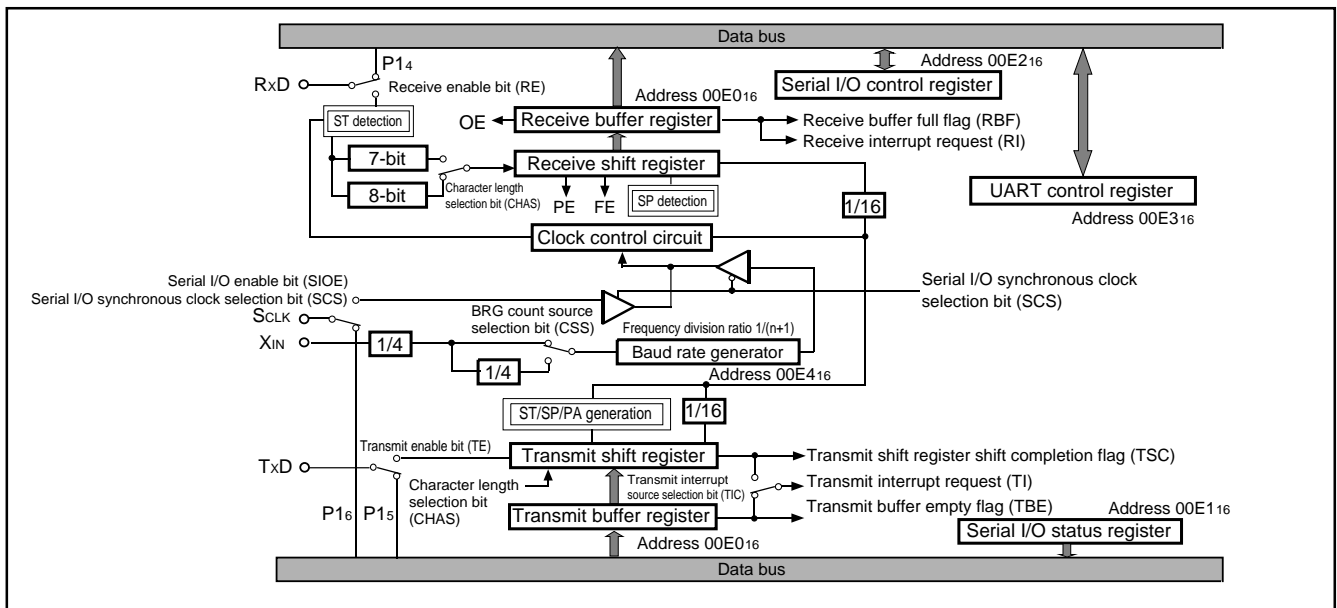 Data bus
P14
Address 00E216
RxD
Receive enable bit (RE)
Serial I/O control register
Address 00E016
ST detection
OE
Receive buffer register
Receive buffer full flag (RBF)
Receive interrupt request (RI)
7-bit
Receive shift register
8-bit
Character length
selection bit (CHAS)
PE
FE
SP detection
1/16
UART control register
Address 00E316
Clock control circuit
Serial I/O enable bit (SIOE)
Serial I/O synchronous clock selection bit (SCS)
Serial I/O synchronous clock
selection bit (SCS)
SCLK
BRG count source
selection bit (CSS)
Frequency division ratio 1/(n+1)
XIN
1/4
Baud rate generator
1/4
Address 00E416
ST/SP/PA generation
1/16
Transmit enable bit (TE)
Transmit shift register
Transmit shift register shift completion flag (TSC)
TxD
Character length
selection bit
(CHAS)
Transmit interrupt
source selection bit (TIC)
Transmit interrupt request (TI)
P16
P15
Transmit buffer register
Transmit buffer empty flag (TBE)
Address 00E116
Serial I/O status register
Address 00E016
Data bus